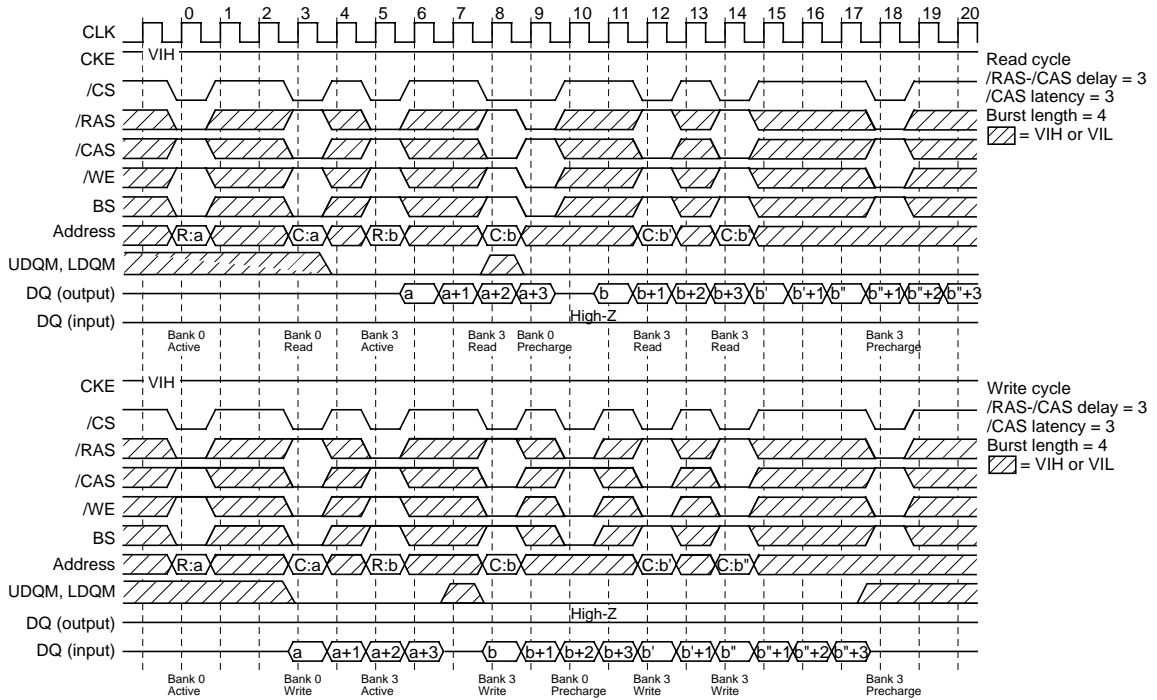 0 1 2 3 4 5 6 7 8 9 10 11 12 13 14 15 16 17 18 19 20
CLK
CKE VIH
/CS
/RAS
/CAS
/WE
BS
Address R:a C:a R:b C:b C:b' C:b"
UDQM, LDQM
DQ (output) a a+1 a+2 a+3 b b+1 b+2 b+3 b' b'+1 b" b"+1 b"+2 b"+3
DQ (input) High-Z
Bank 0 Active
Bank 0 Read
Bank 3 Active
Bank 3 Read
Bank 0 Precharge
Bank 3 Read
Bank 3 Read
Bank 3 Precharge
Read cycle
/RAS-/CAS delay = 3
/CAS latency = 3
Burst length = 4
= VIH or VIL
CKE VIH
/CS
/RAS
/CAS
/WE
BS
Address R:a C:a R:b C:b C:b' C:b"
UDQM, LDQM
DQ (output) High-Z
DQ (input) a a+1 a+2 a+3 b b+1 b+2 b+3 b' b'+1 b" b"+1 b"+2 b"+3
Bank 0 Active
Bank 0 Write
Bank 3 Active
Bank 3 Write
Bank 0 Precharge
Bank 3 Write
Bank 3 Write
Bank 3 Precharge
Write cycle
/RAS-/CAS delay = 3
/CAS latency = 3
Burst length = 4
= VIH or VIL